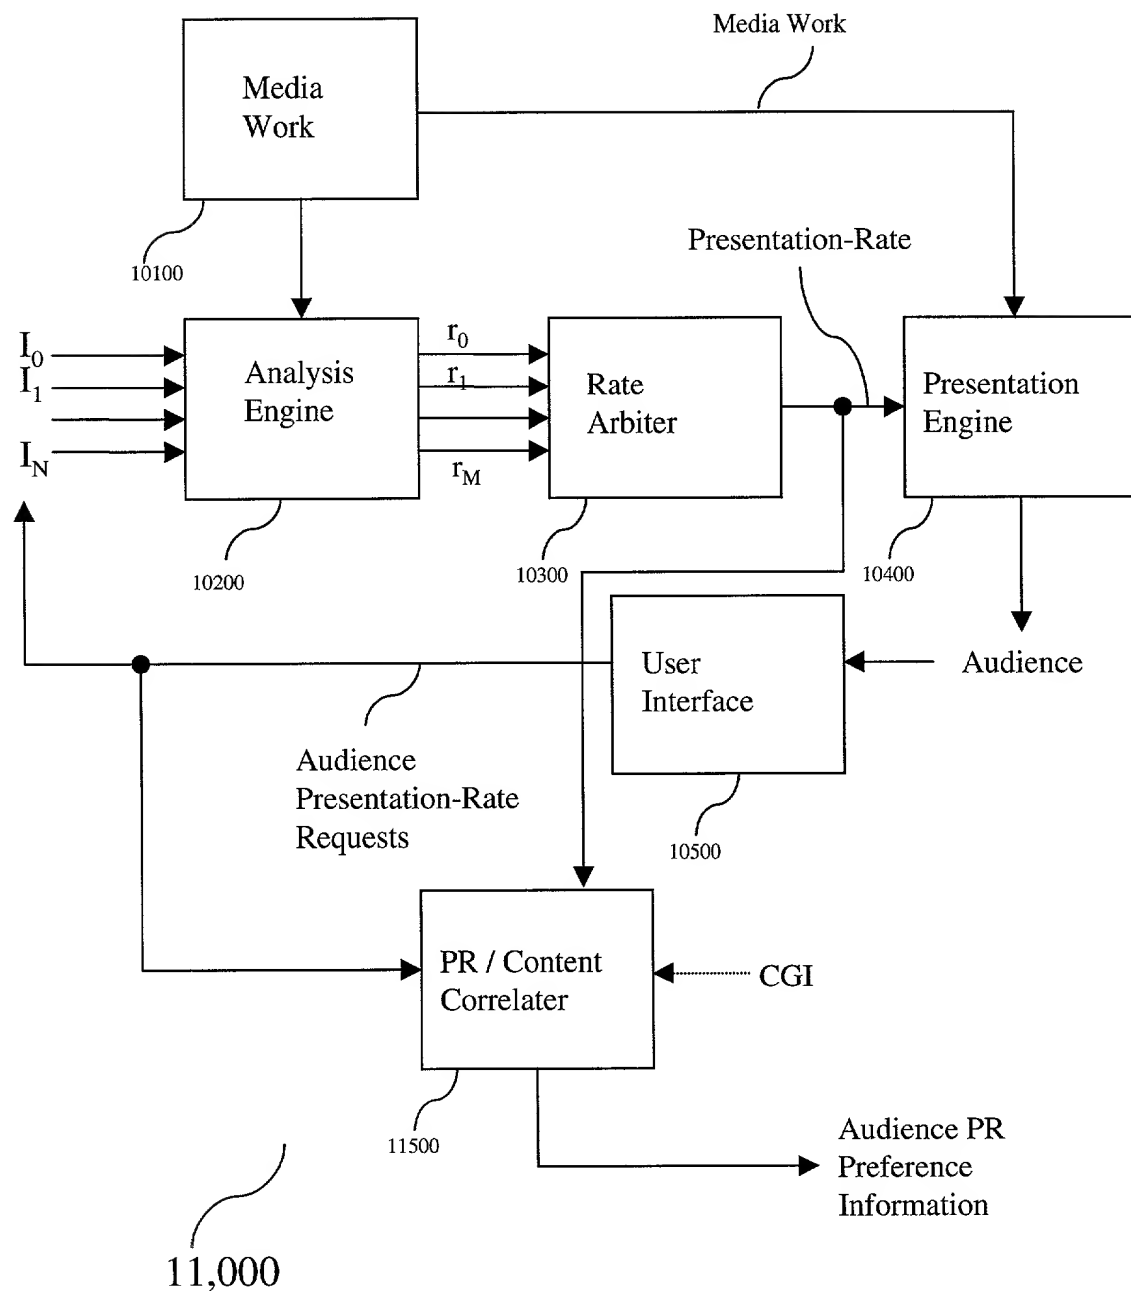 Media Work
Media
Work
10100
Presentation-Rate
I0
I1
IN
Analysis
Engine
r0
r1
rM
Rate
Arbiter
Presentation
Engine
10200
10300
10400
User
Interface
Audience
Audience
Presentation-Rate
Requests
10500
PR / Content
Correlater
CGI
11500
Audience PR
Preference
Information
11,000